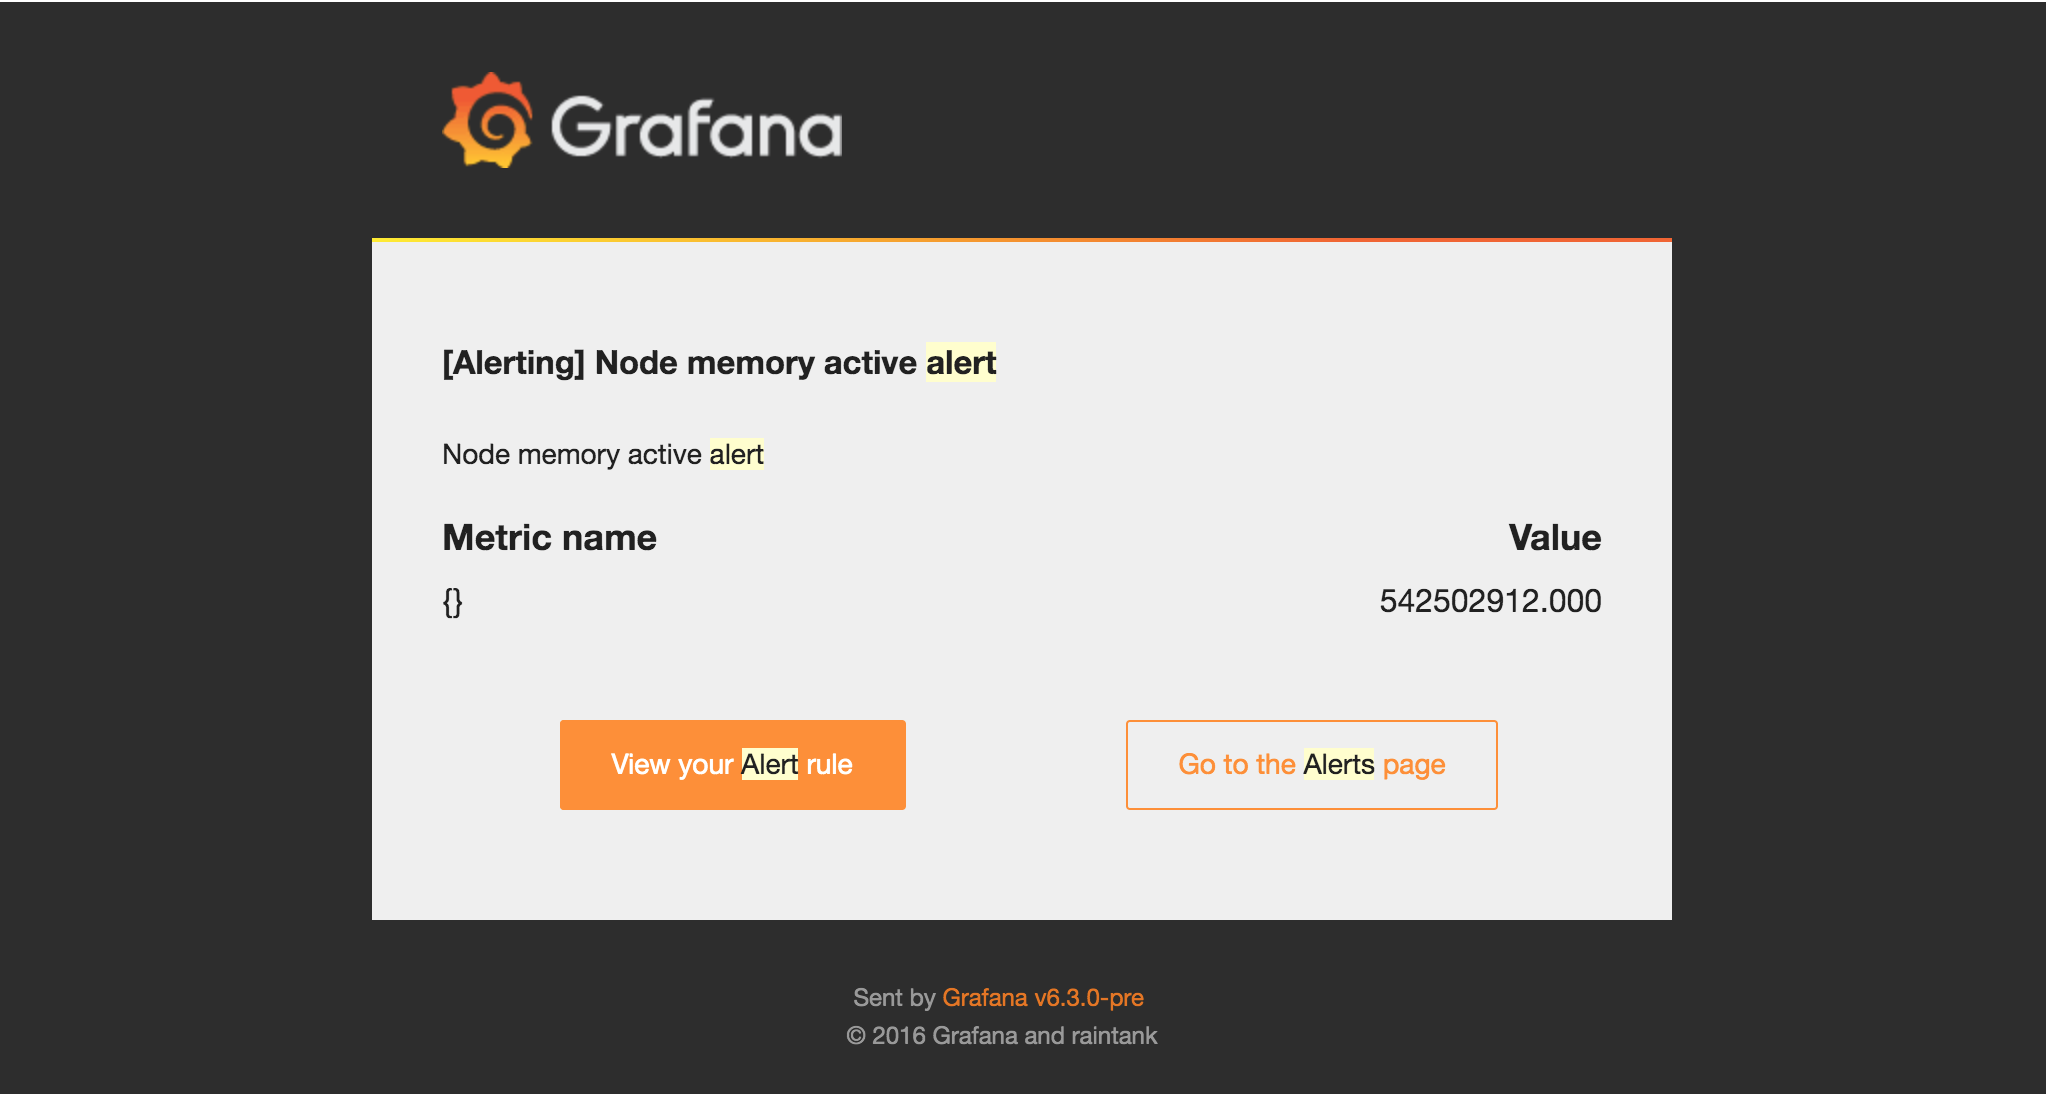 Grafana
[Alerting] Node memory active alert
Node memory active alert
Metric name Value
{} 542502912.000
View your Alert rule Go to the Alerts page
Sent by Grafana v6.3.0-pre
© 2016 Grafana and raintank